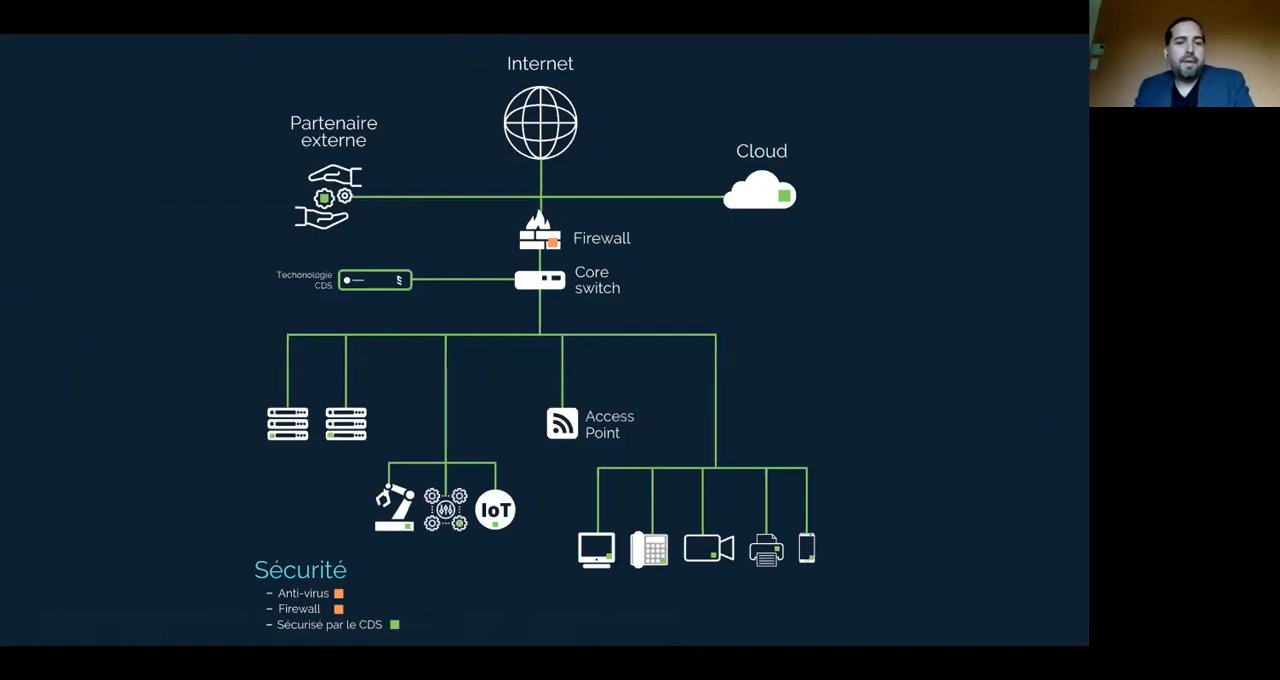 Internet
Partenaire
externe
Cloud
Firewall
Techonologie
CDS
Core
switch
Access
Point
IoT
Sécurité
– Anti-virus
– Firewall
– Sécurisé par le CDS